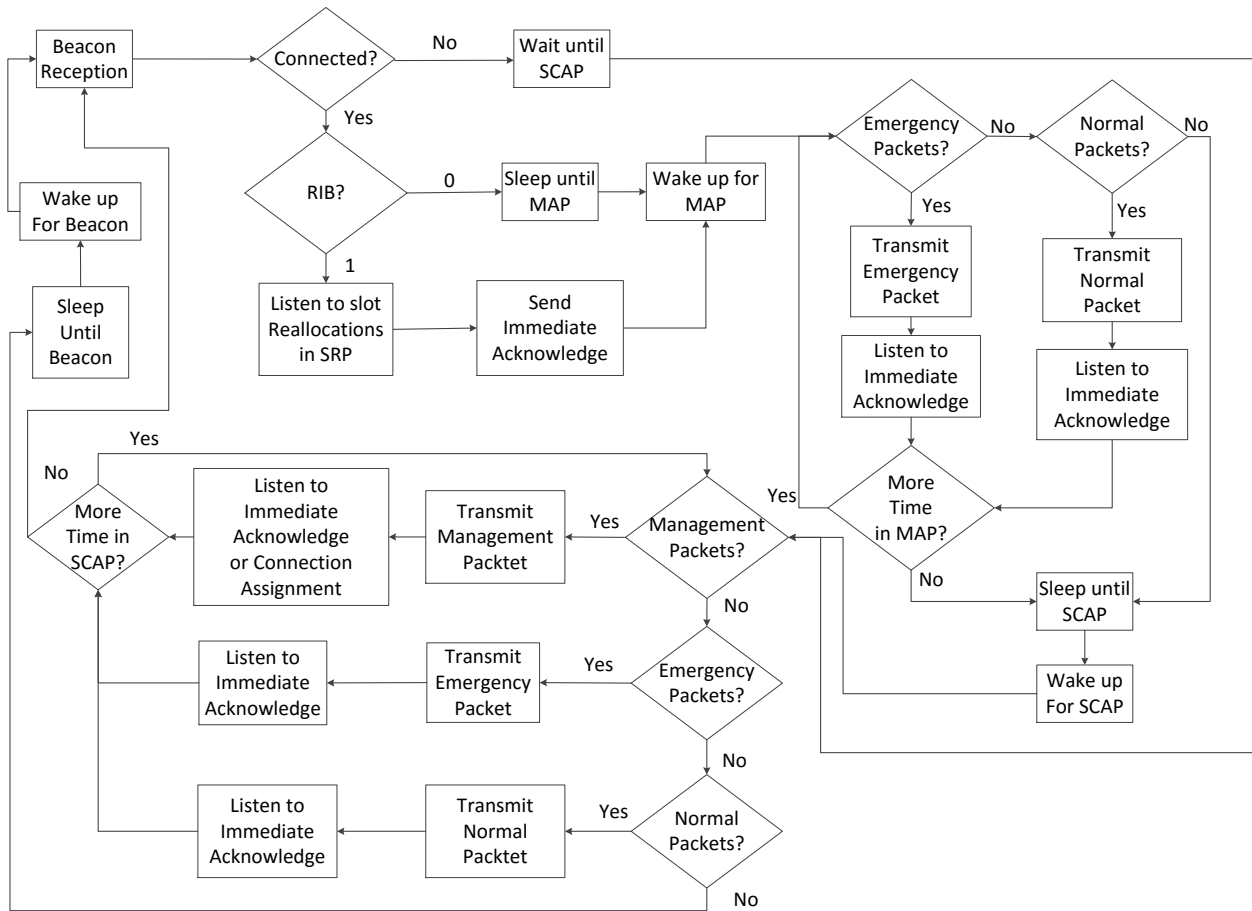 Beacon
Reception
Connected?
No
Wait until
SCAP
Yes
RIB?
0
Sleep until
MAP
Wake up for
MAP
1
Listen to slot
Reallocations
in SRP
Send
Immediate
Acknowledge
Wake up
For Beacon
Sleep
Until
Beacon
Emergency
Packets?
No
Normal
Packets?
No
Yes
Transmit
Emergency
Packet
Listen to
Immediate
Acknowledge
Yes
Transmit
Normal
Packet
Listen to
Immediate
Acknowledge
More
Time
in MAP?
Yes
No
Sleep until
SCAP
Wake up
For SCAP
Yes
No
More
Time in
SCAP?
Listen to
Immediate
Acknowledge
or Connection
Assignment
Transmit
Management
Packtet
Yes
Management
Packets?
No
Listen to
Immediate
Acknowledge
Transmit
Emergency
Packet
Yes
Emergency
Packets?
No
Listen to
Immediate
Acknowledge
Transmit
Normal
Packtet
Yes
Normal
Packets?
No